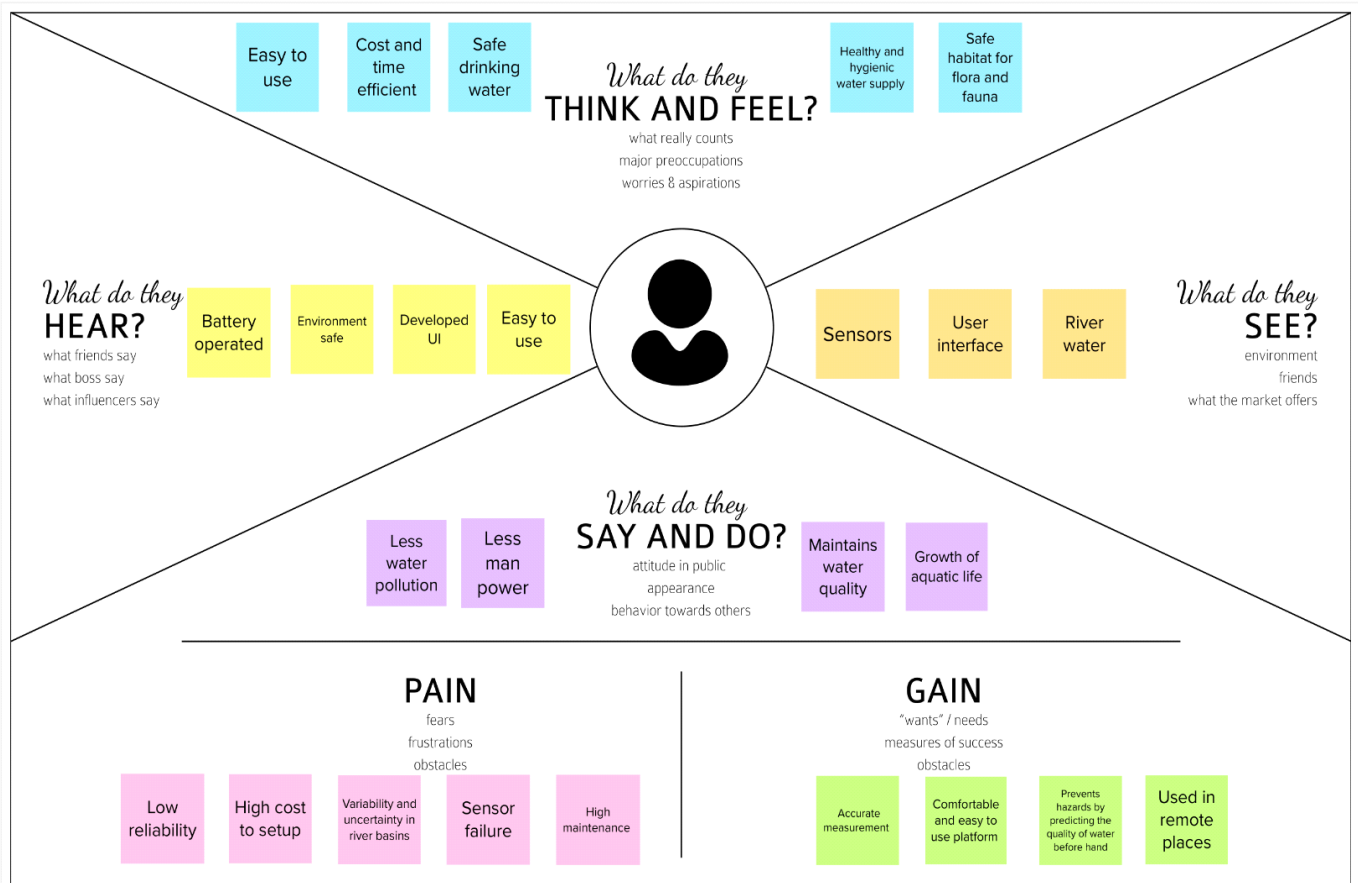 Easy to
use
Cost and
time
efficient
Safe
drinking
water
What do they
THINK AND FEEL?
what really counts
major preoccupations
worries & aspirations
Healthy and
hygienic
water supply
Safe
habitat for
flora and
fauna
What do they
HEAR?
what friends say
what boss say
what influencers say
Battery
operated
Environment
safe
Developed
UI
Easy to
use
Sensors
User
interface
River
water
What do they
SEE?
environment
friends
what the market offers
Less
water
pollution
Less
man
power
What do they
SAY AND DO?
attitude in public
appearance
behavior towards others
Maintains
water
quality
Growth of
aquatic life
PAIN
fears
frustrations
obstacles
Low
reliability
High cost
to setup
Variability and
uncertainty in
river basins
Sensor
failure
High
maintenance
GAIN
“wants” / needs
measures of success
obstacles
Accurate
measurement
Comfortable
and easy to
use platform
Prevents
hazards by
predicting the
quality of water
before hand
Used in
remote
places